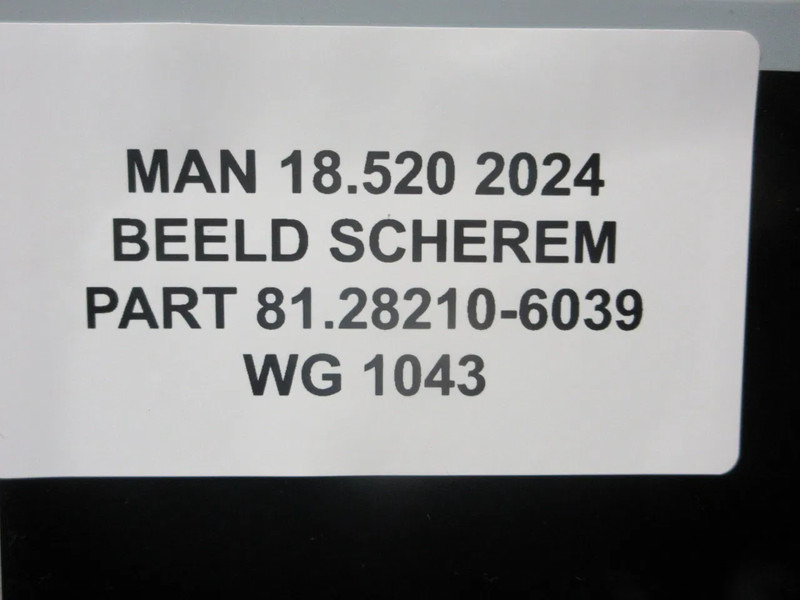 MAN 18.520 2024
BEELD SCHEREM
PART 81.28210-6039
WG 1043